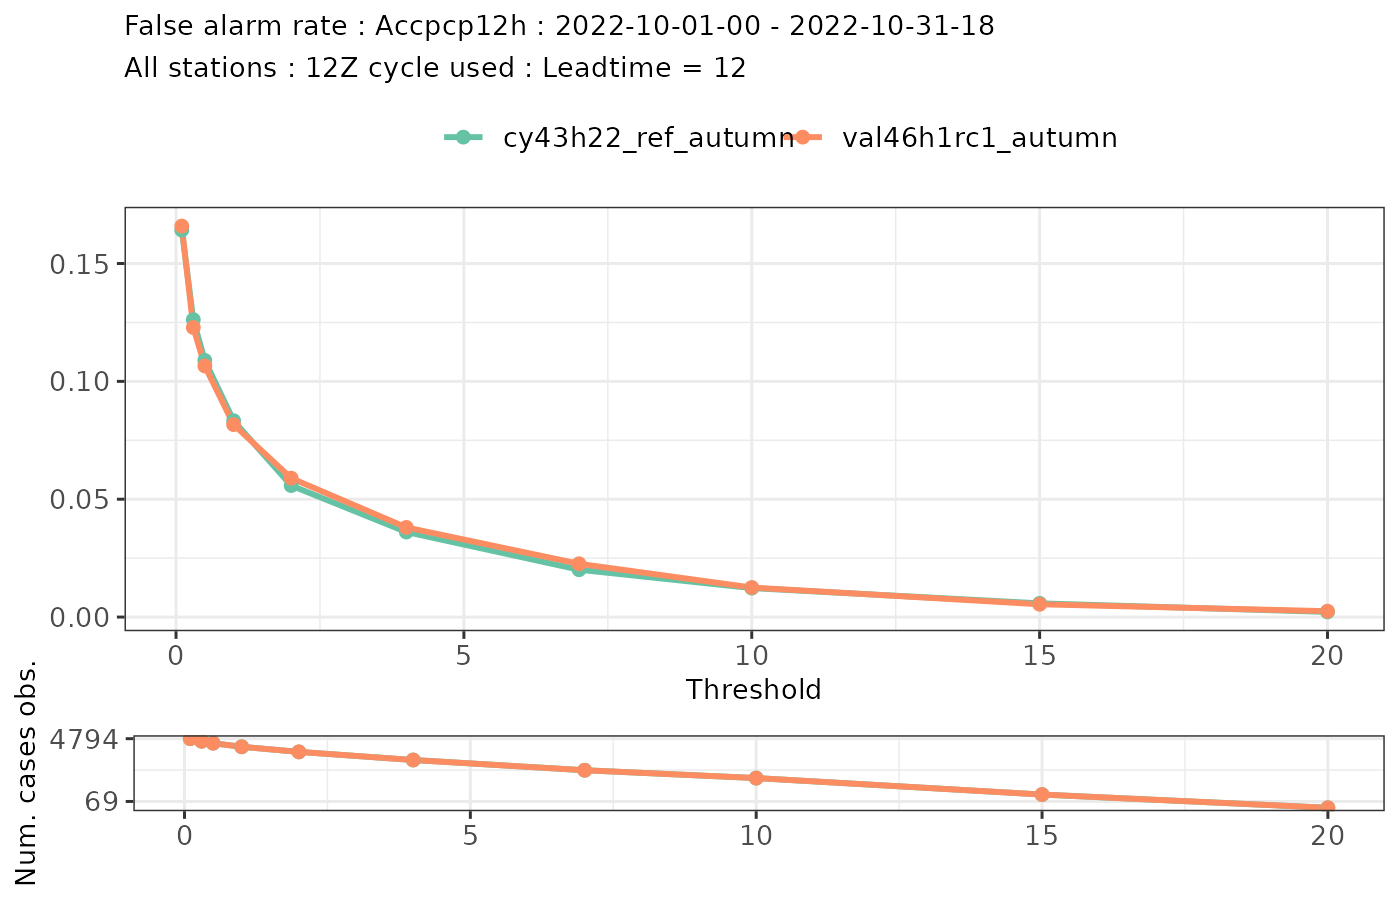 False alarm rate : Accpcp12h : 2022-10-01-00 - 2022-10-31-18
All stations : 12Z cycle used : Leadtime = 12
cy43h22_ref_autumn val46h1rc1_autumn
0.15
0.10
0.05
0.00
0 5 10 15 20
Threshold
Num. cases obs.
4794
69
0 5 10 15 20